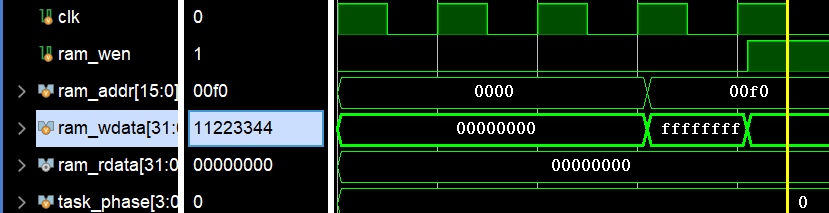 clk 0
ram_wen 1
ram_addr[15:0] 00f0 0000 00f0
ram_wdata[31:0 11223344 00000000 ffffffff
ram_rdata[31:0 00000000 00000000
task_phase[3:0 0 0